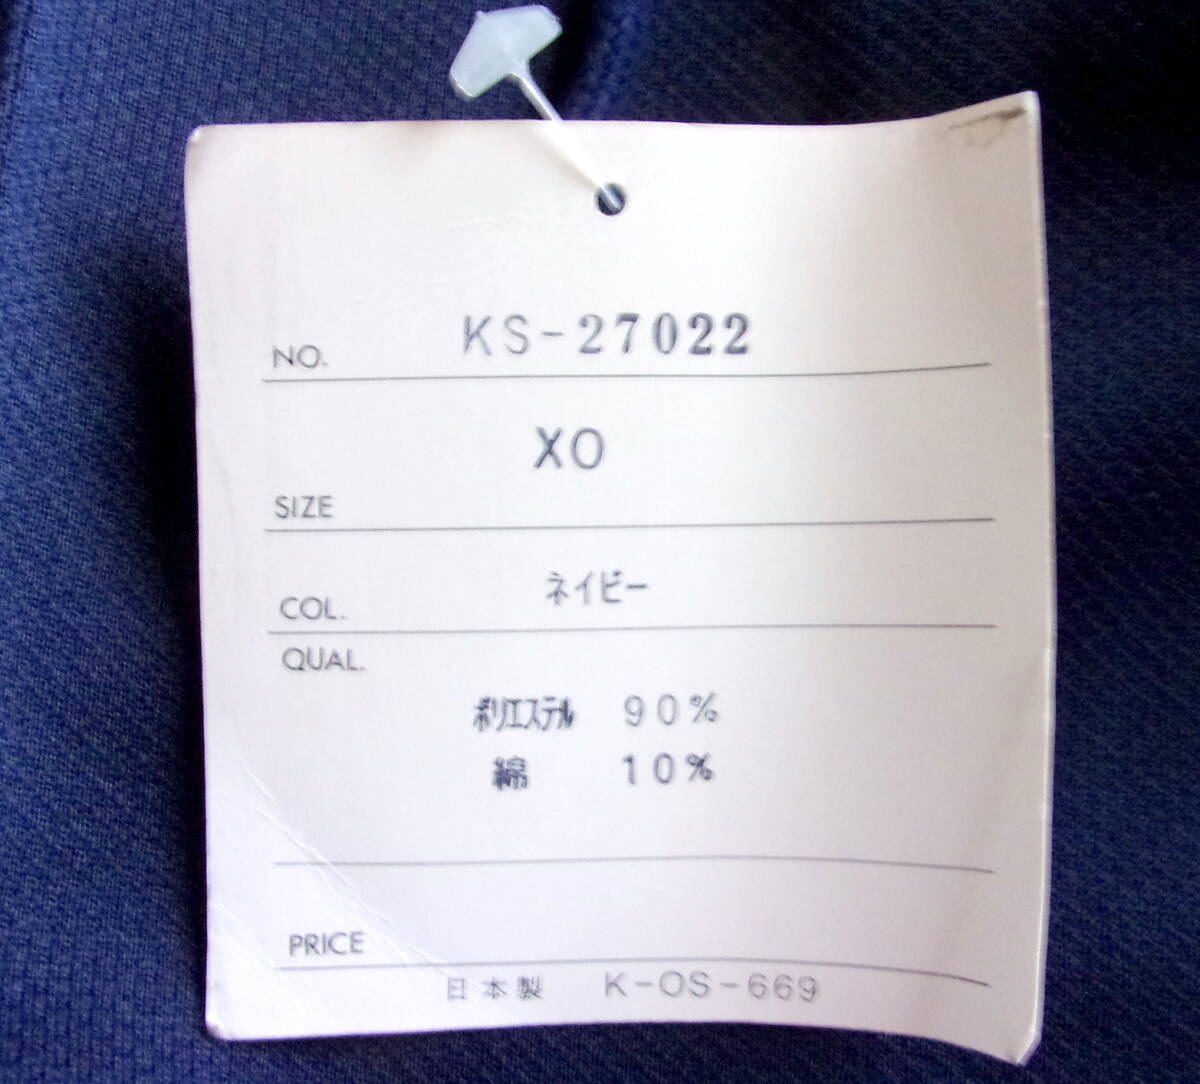 NO. KS-27022
XO
SIZE
COL. ネイビー
QUAL.
ポリエステル 90%
綿 10%
PRICE
日本製 K-OS-669